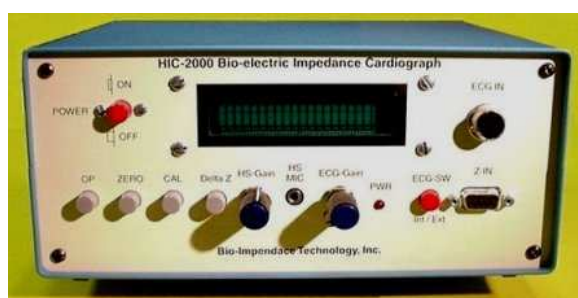 HIC-2000 Bio-electric Impedance Cardiograph
ON
POWER
OFF
ECG IN
OP
ZERO
CAL
Delta Z
HS-Gain
HS
MIC
ECG-Gain
PWR
ECG-SW
Int / Ext
Z-IN
Bio-Impendace Technology, Inc.